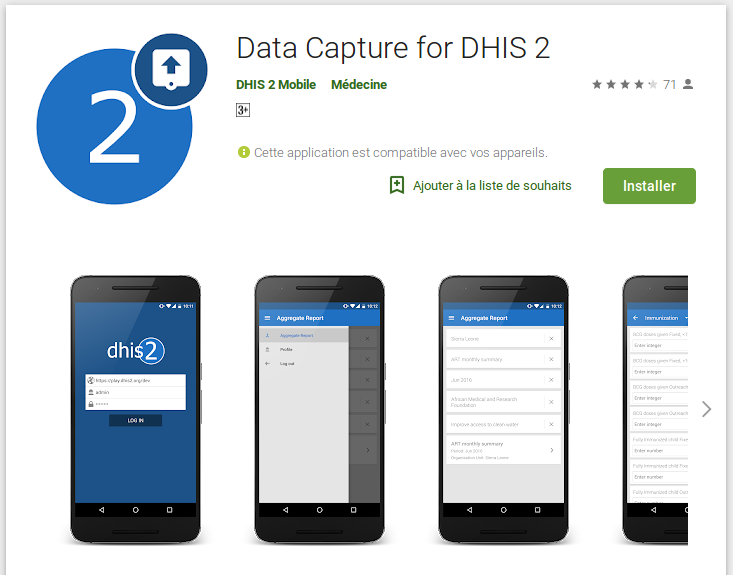 2
Data Capture for DHIS 2
DHIS 2 Mobile Médecine
71
3+
Cette application est compatible avec vos appareils.
Ajouter à la liste de souhaits
Installer
10:11
dhis2
https://play.dhis2.org/dev
admin
LOG IN
10:12
Aggregate Report
Aggregate Report
Profile
Log out
10:12
Aggregate Report
Sierra Leone
ART monthly summary
Jun 2016
African Medical and Research
Foundation
Improve access to clean water
ART monthly summary
Period: Jun 2016
Organisation Unit: Sierra Leone
Immunization
BCG doses given Fixed, <1
Enter integer
BCG doses given Outreach
Enter integer
BCG doses given Fixed
Enter integer
BCG doses given Outreach
Enter integer
Fully Immunized child Fixe
Enter number
Fully Immunized child Fixe
Enter number
Fully Immunized child Outr